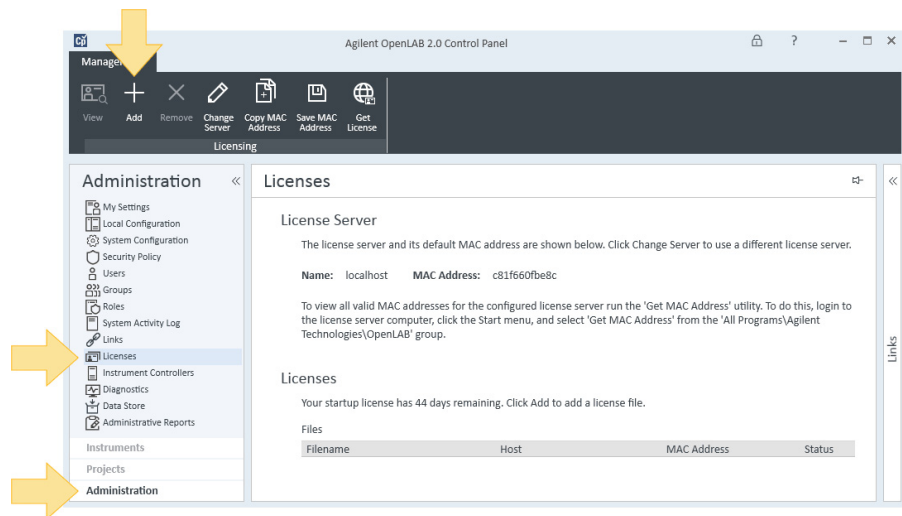 Agilent OpenLAB 2.0 Control Panel
?
View
Add
Remove
Change Server
Copy MAC Address
Save MAC Address
Get License
Licensing
Administration
My Settings
Local Configuration
System Configuration
Security Policy
Users
Groups
Roles
System Activity Log
Links
Licenses
Instrument Controllers
Diagnostics
Data Store
Administrative Reports
Instruments
Projects
Administration
Licenses
License Server
The license server and its default MAC address are shown below. Click Change Server to use a different license server.
Name: localhost MAC Address: c81f660fbe8c
To view all valid MAC addresses for the configured license server run the 'Get MAC Address' utility. To do this, login to
the license server computer, click the Start menu, and select 'Get MAC Address' from the 'All Programs\Agilent
Technologies\OpenLAB' group.
Licenses
Your startup license has 44 days remaining. Click Add to add a license file.
Files
Filename Host MAC Address Status
Links